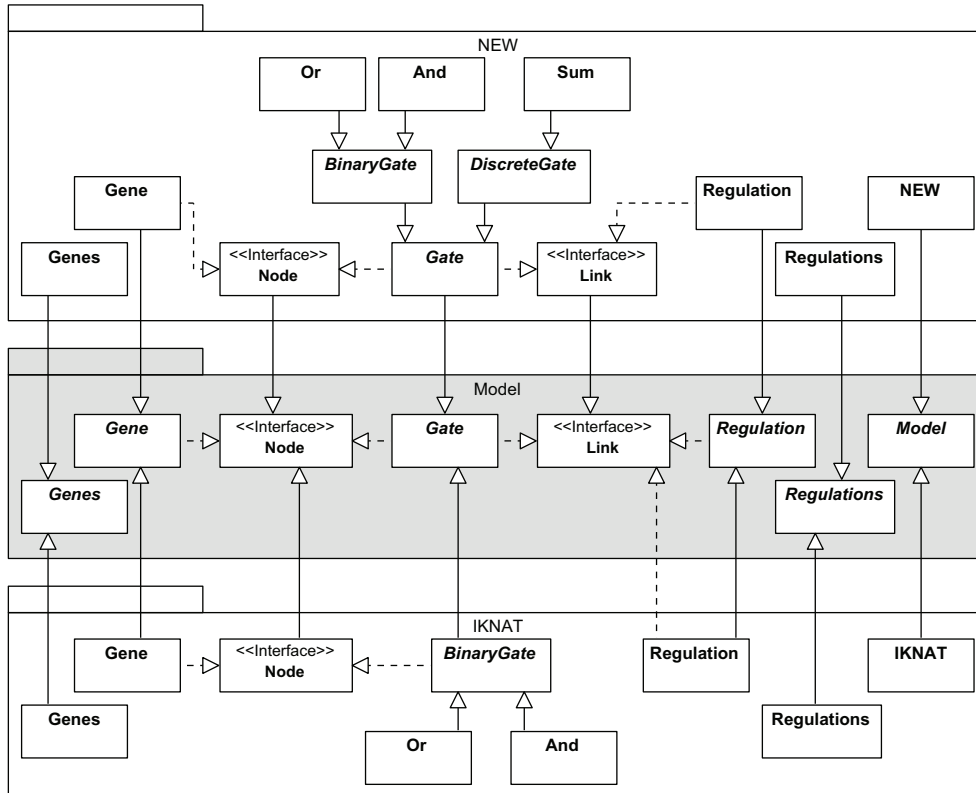 NEW
Or
And
Sum
BinaryGate
DiscreteGate
Gene
Regulation
NEW
Genes
<<Interface>>
Node
Gate
<<Interface>>
Link
Regulations
Model
Gene
<<Interface>>
Node
Gate
<<Interface>>
Link
Regulation
Model
Genes
Regulations
IKNAT
Gene
<<Interface>>
Node
BinaryGate
Regulation
IKNAT
Genes
Regulations
Or
And